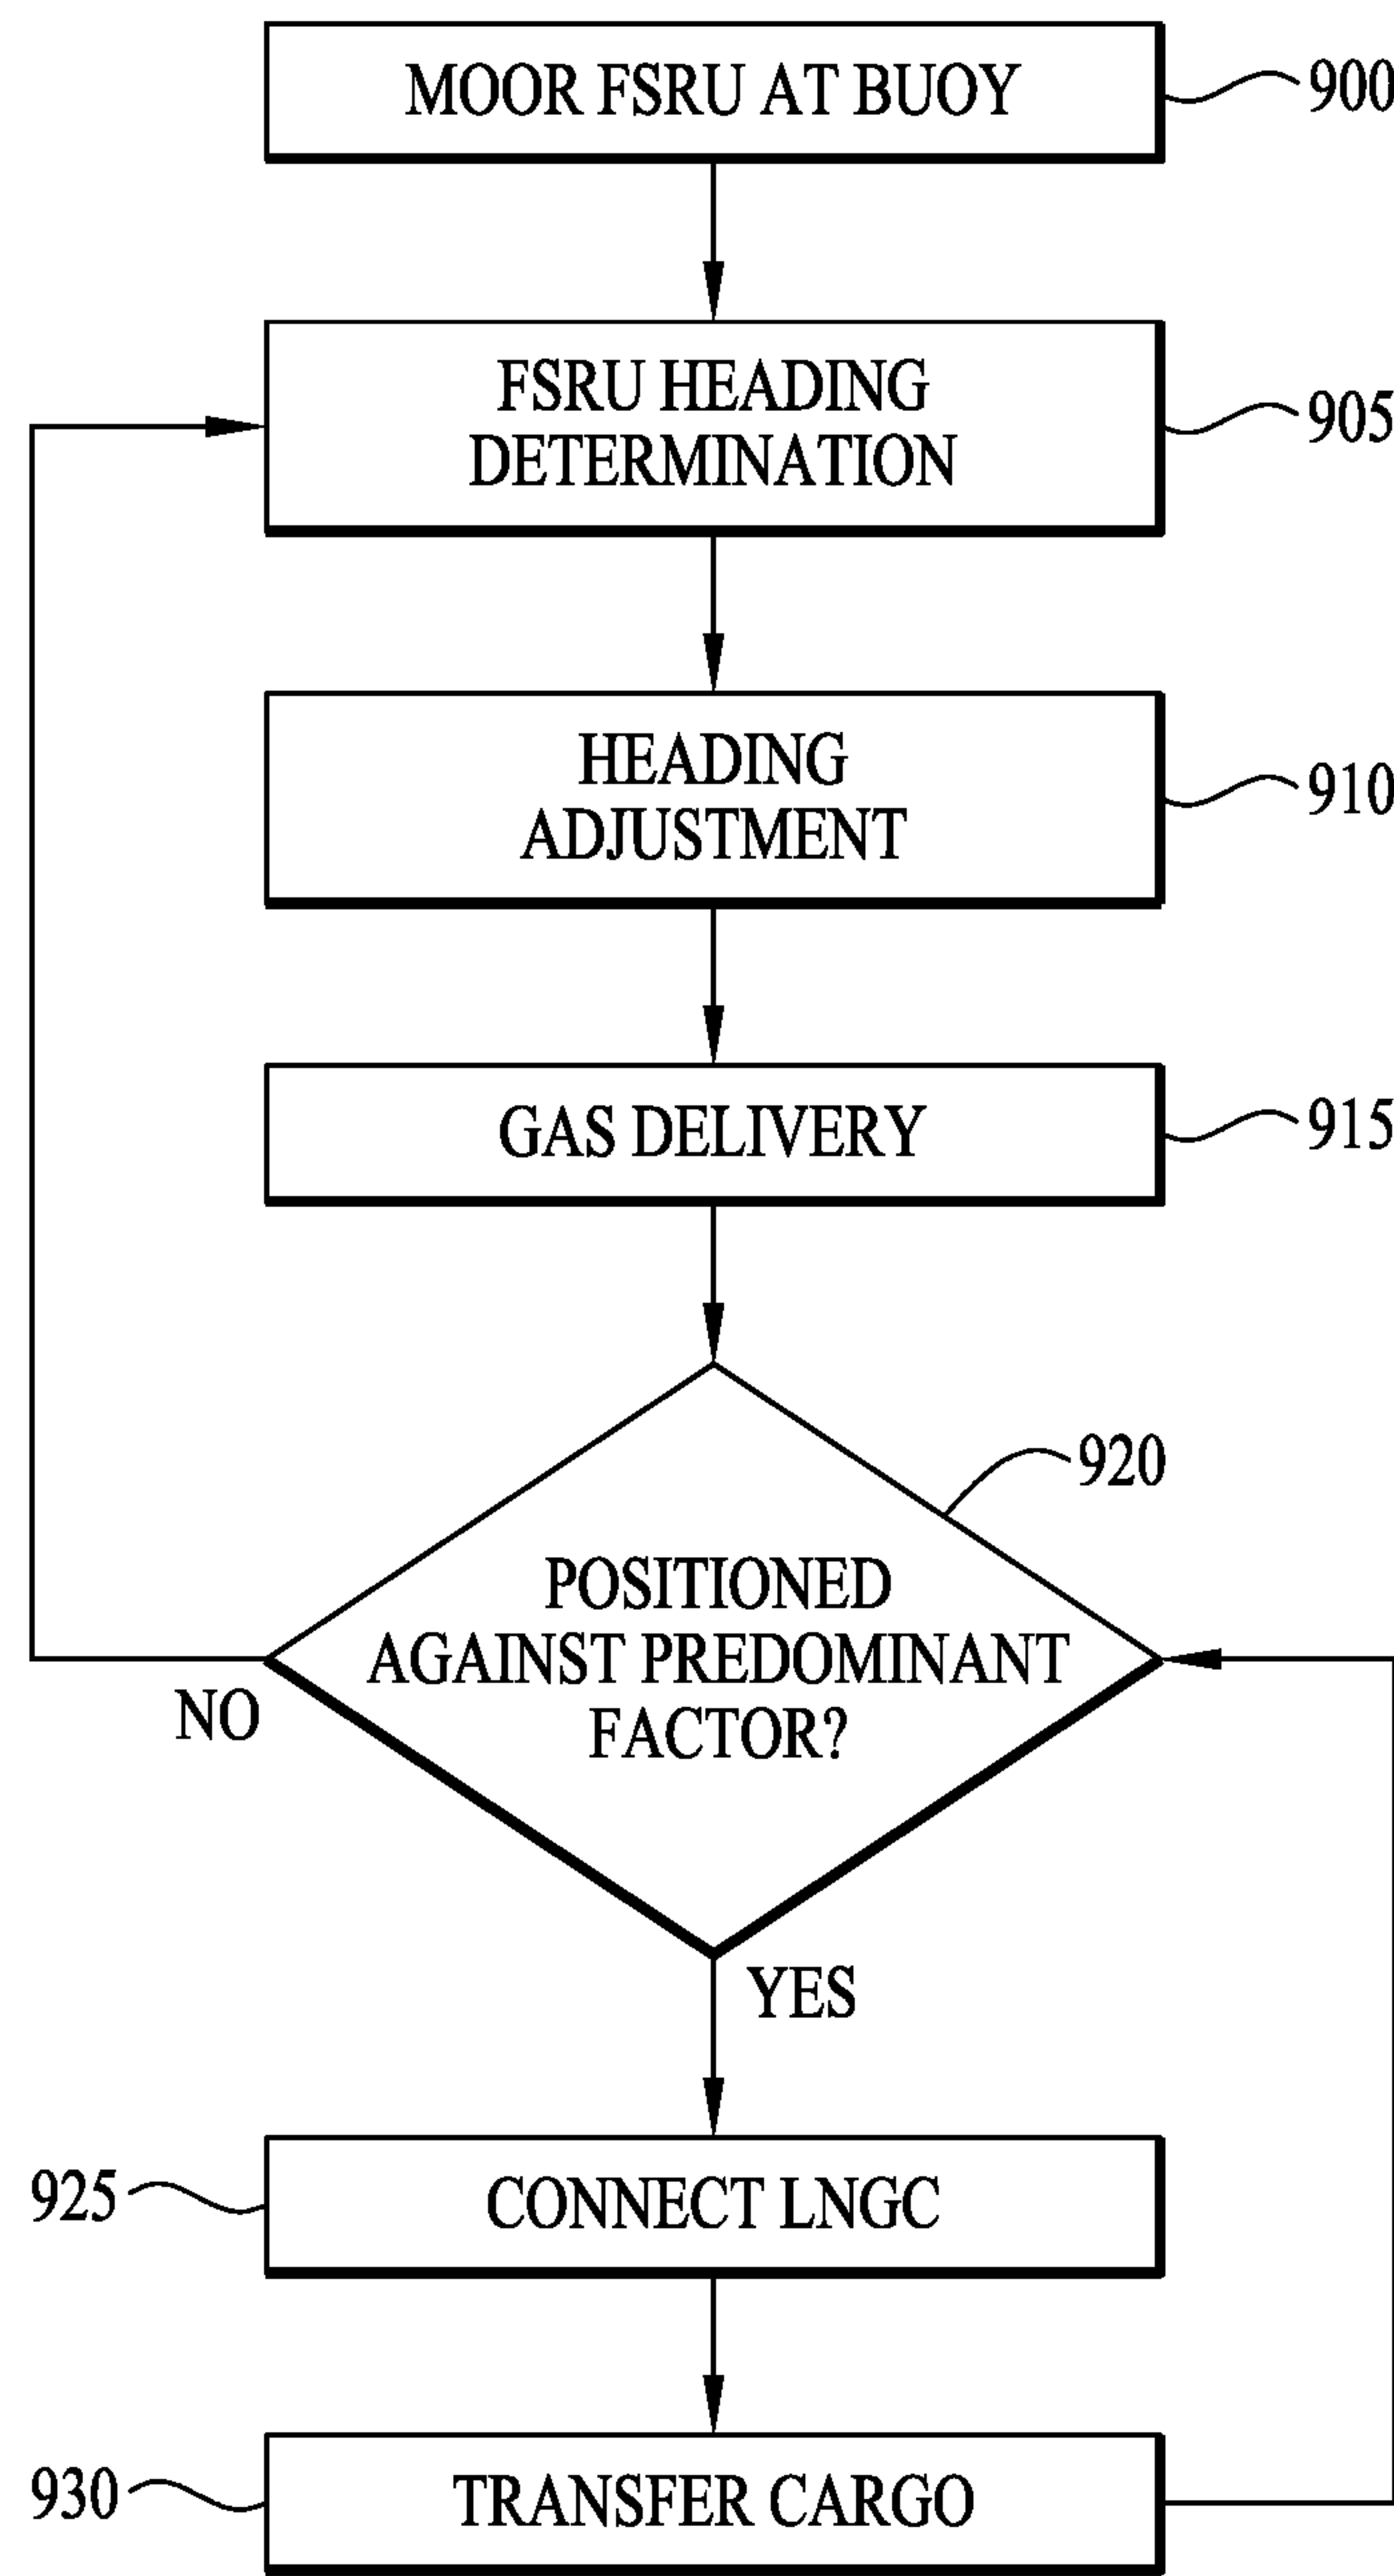 MOOR FSRU AT BUOY
900
FSRU HEADING
DETERMINATION
905
HEADING
ADJUSTMENT
910
GAS DELIVERY
915
920
POSITIONED
AGAINST PREDOMINANT
FACTOR?
NO
YES
925
CONNECT LNGC
930
TRANSFER CARGO